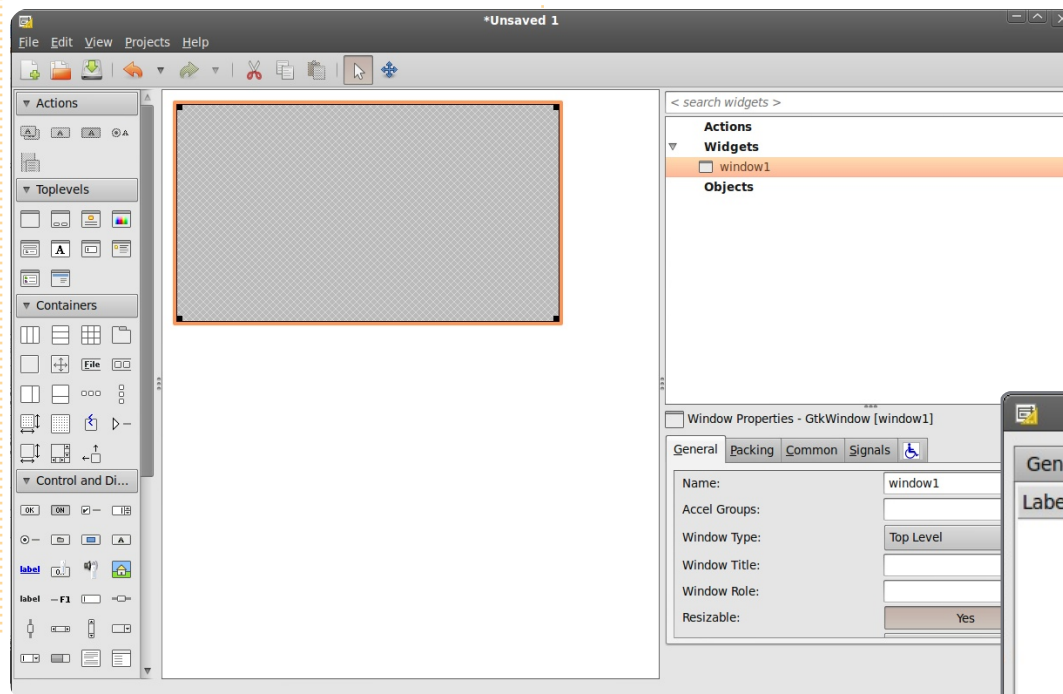 *Unsaved 1
File Edit View Projects Help
Actions
Toplevels
Containers
File
Control and Di...
OK ON
label
label F1
< search widgets >
Actions
Widgets
window1
Objects
Window Properties - GtkWindow [window1]
General Packing Common Signals
Name: window1
Accel Groups:
Window Type: Top Level
Window Title:
Window Role:
Resizable: Yes
Gen
Labe